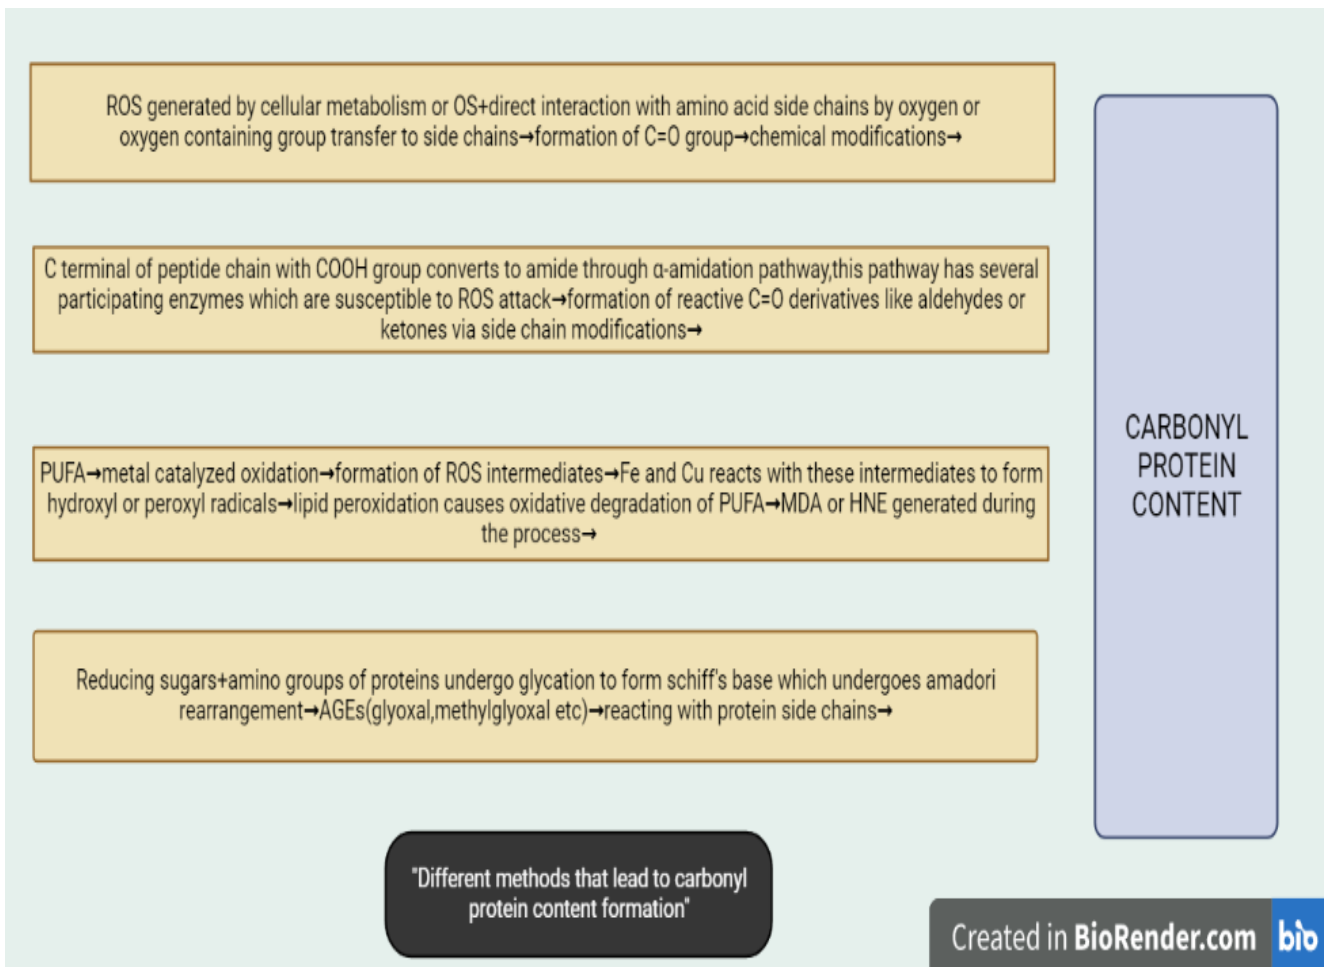 ROS generated by cellular metabolism or OS+direct interaction with amino acid side chains by oxygen or
oxygen containing group transfer to side chains→formation of C=O group→chemical modifications→
C terminal of peptide chain with COOH group converts to amide through α-amidation pathway,this pathway has several
participating enzymes which are susceptible to ROS attack→formation of reactive C=O derivatives like aldehydes or
ketones via side chain modifications→
PUFA→metal catalyzed oxidation→formation of ROS intermediates→Fe and Cu reacts with these intermediates to form
hydroxyl or peroxyl radicals→lipid peroxidation causes oxidative degradation of PUFA→MDA or HNE generated during
the process→
Reducing sugars+amino groups of proteins undergo glycation to form schiff's base which undergoes amadori
rearrangement→AGEs(glyoxal,methylglyoxal etc)→reacting with protein side chains→
CARBONYL
PROTEIN
CONTENT
"Different methods that lead to carbonyl
protein content formation"
Created in BioRender.com bio